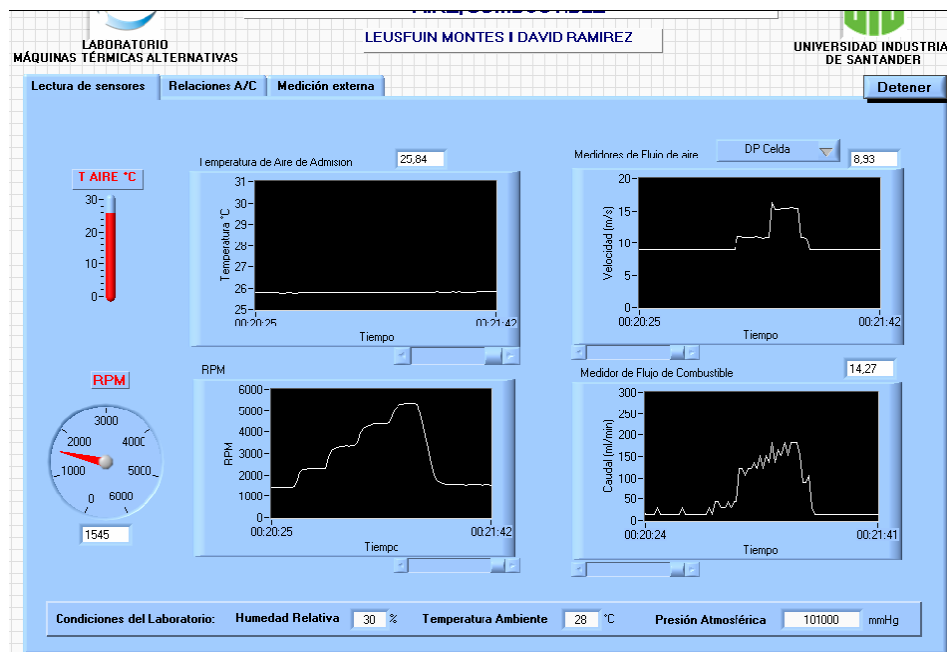 AIRE/COMBUSTIBLE
LEUSFUIN MONTES I DAVID RAMIREZ
LABORATORIO
MÁQUINAS TÉRMICAS ALTERNATIVAS
UNIVERSIDAD INDUSTRIA
DE SANTANDER
Lectura de sensores
Relaciones A/C
Medición externa
Detener
T AIRE °C
30
20
10
0
Temperatura de Aire de Admision
25,84
31
30
29
28
27
26
25
Temperatura °C
00:20:25
00:21:42
Tiempo
Medidores de Flujo de aire
DP Celda
8,93
20
15
10
5
0
Velocidad (m/s)
00:20:25
00:21:42
Tiempo
RPM
3000
2000
4000
1000
5000
0
6000
1545
RPM
6000
5000
4000
3000
2000
1000
0
RPM
00:20:25
00:21:42
Tiempo
Medidor de Flujo de Combustible
14,27
300
250
200
150
100
50
0
Caudal (ml/min)
00:20:24
00:21:41
Tiempo
Condiciones del Laboratorio: Humedad Relativa 30 % Temperatura Ambiente 28 °C Presión Atmosférica 101000 mmHg